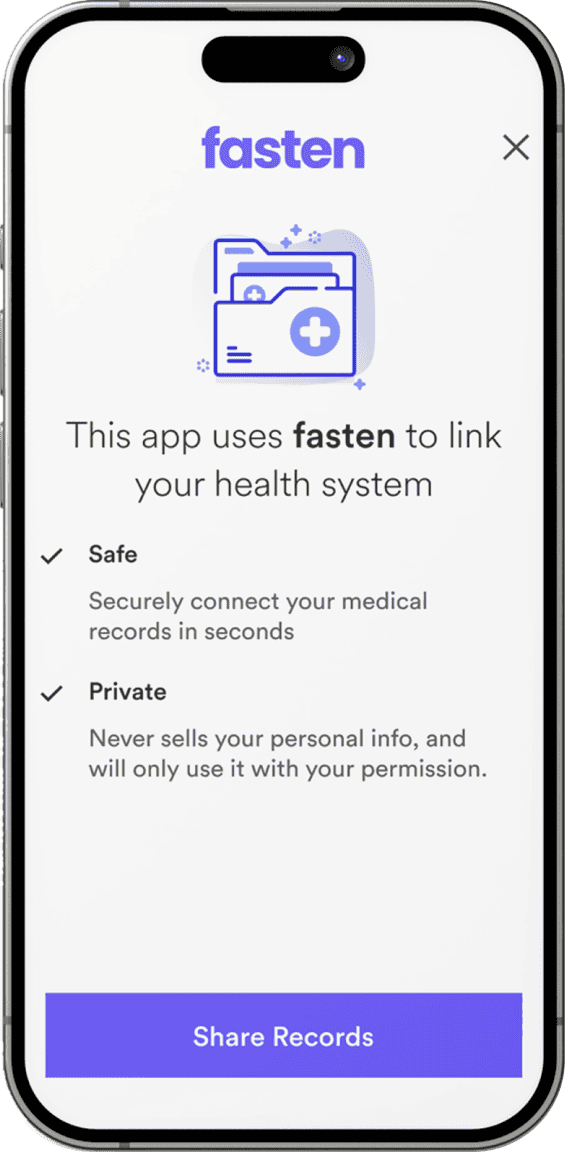 fasten
This app uses fasten to link
your health system
Safe
Securely connect your medical
records in seconds
Private
Never sells your personal info, and
will only use it with your permission.
Share Records